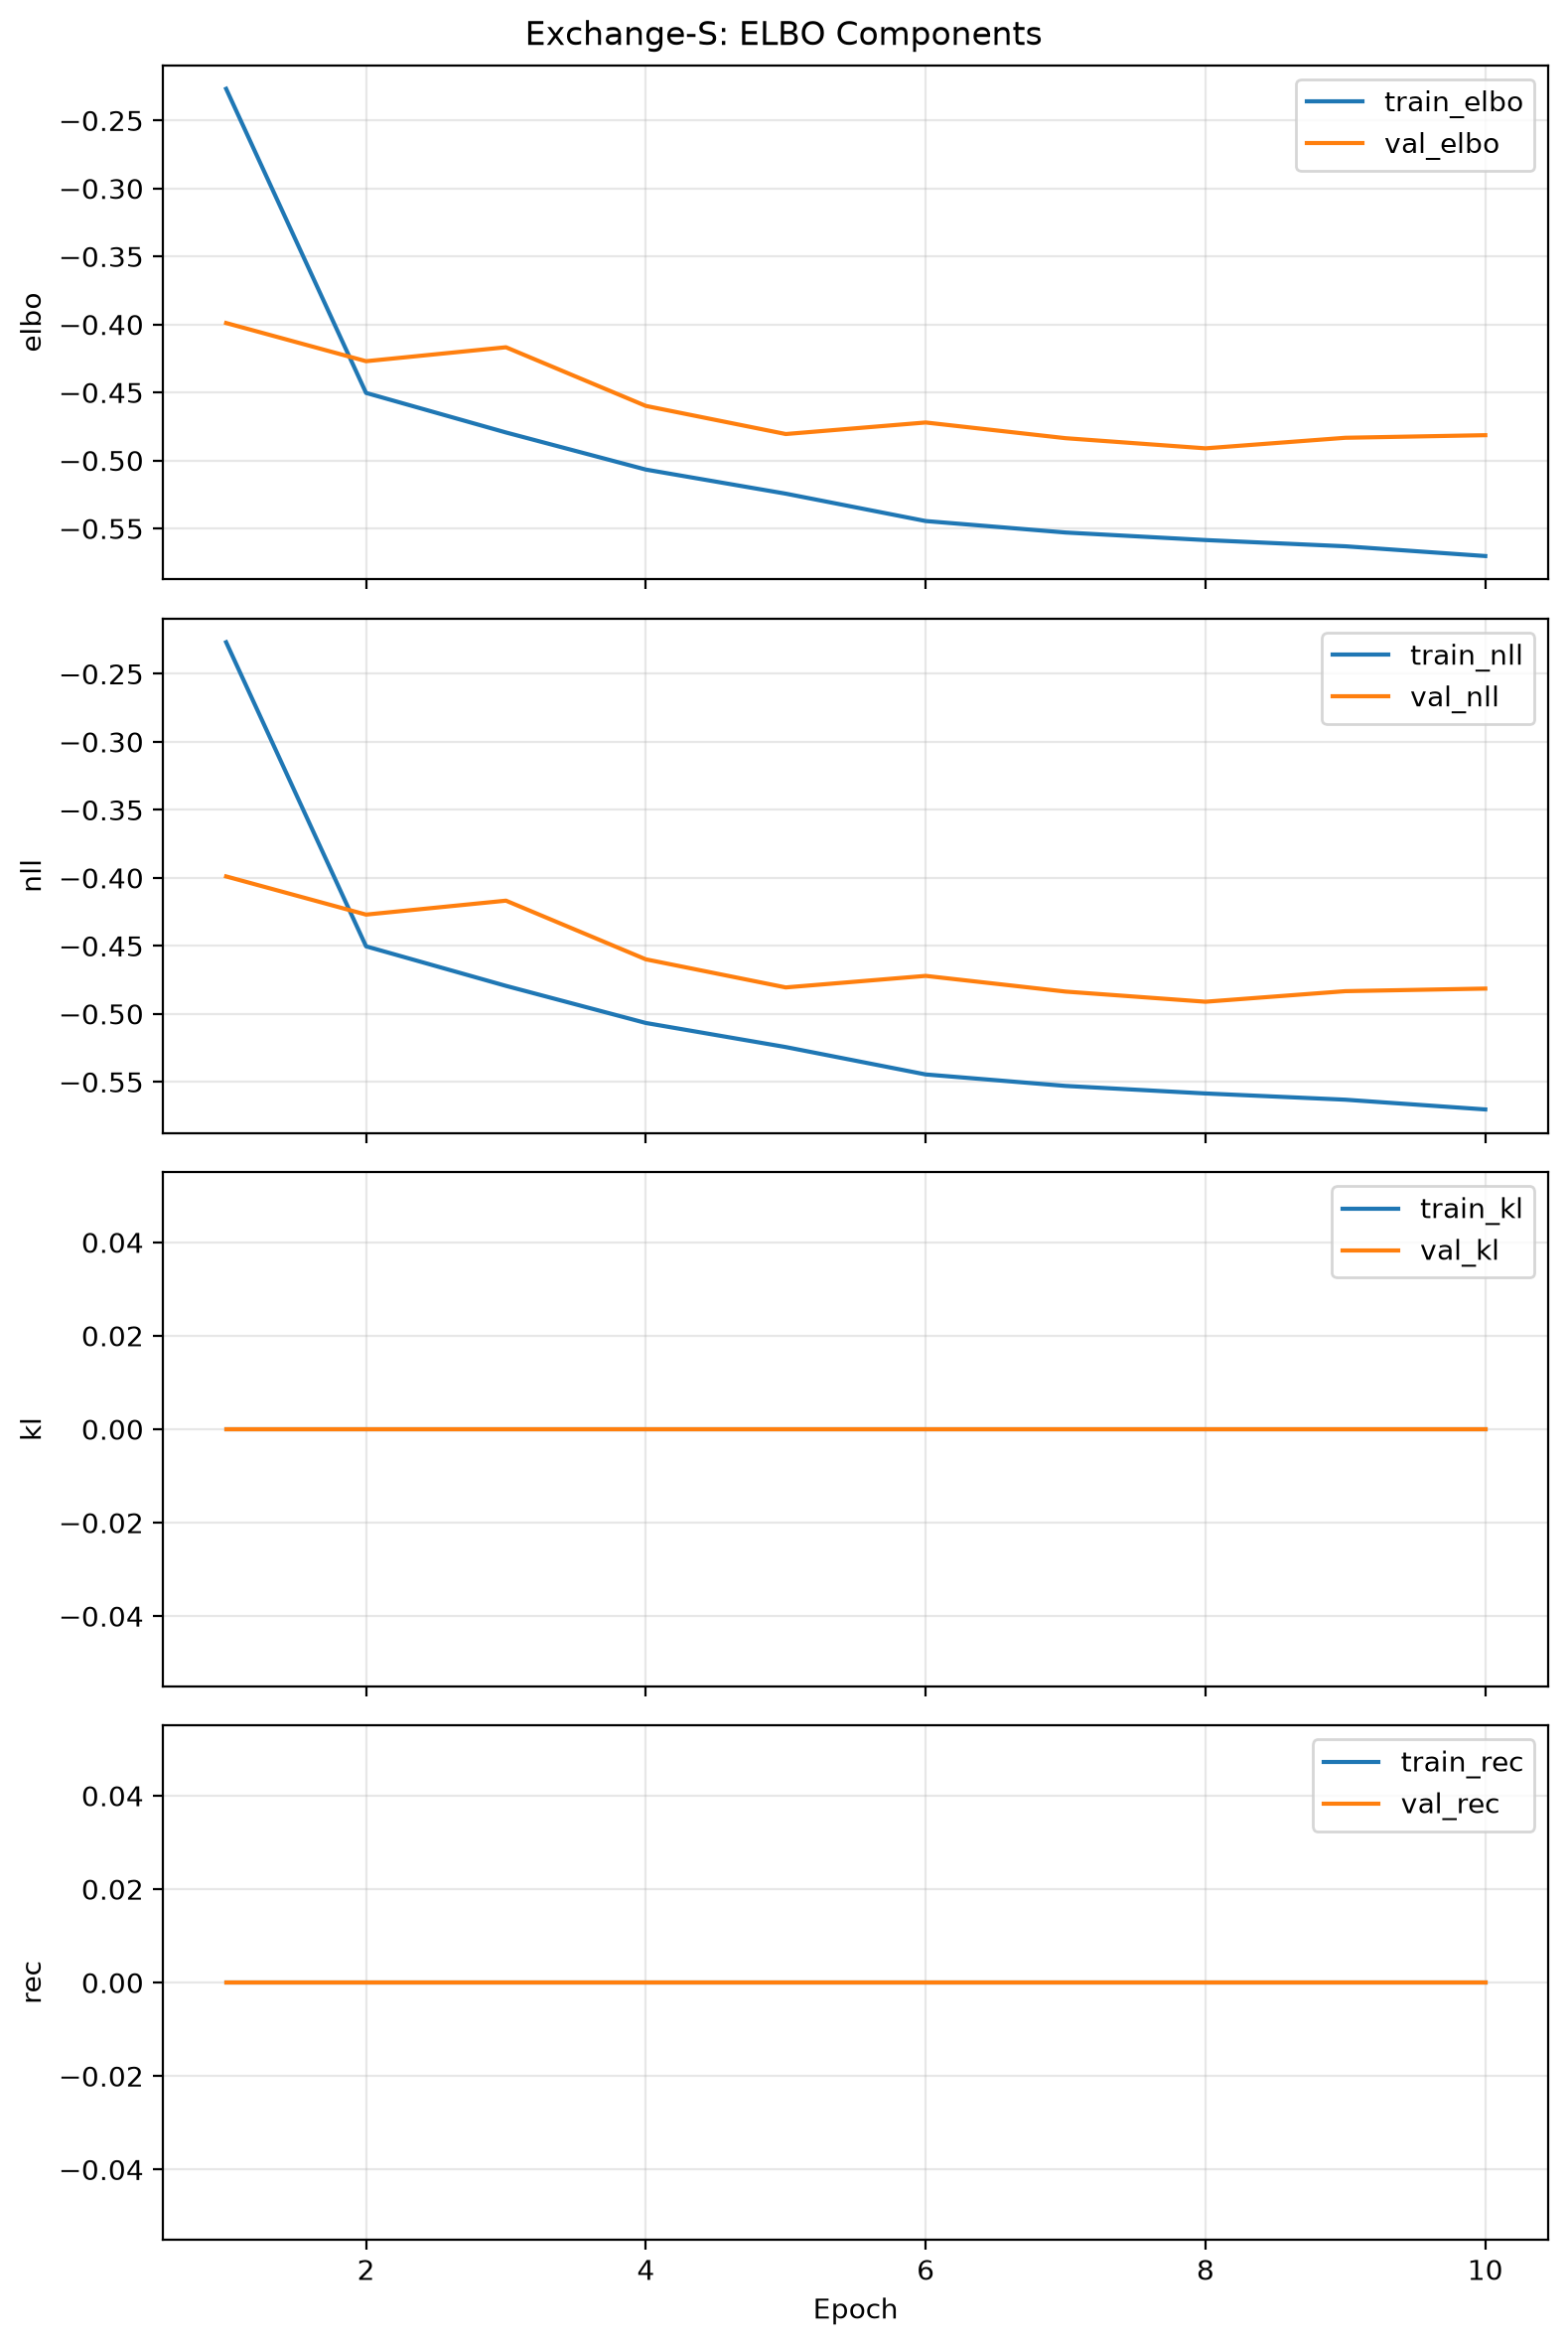 Exchange-S: ELBO Components
train_elbo
val_elbo
−0.25
−0.30
−0.35
−0.40
−0.45
−0.50
−0.55
elbo
train_nll
val_nll
−0.25
−0.30
−0.35
−0.40
−0.45
−0.50
−0.55
nll
train_kl
val_kl
0.04
0.02
0.00
−0.02
−0.04
kl
train_rec
val_rec
0.04
0.02
0.00
−0.02
−0.04
rec
2 4 6 8 10
Epoch